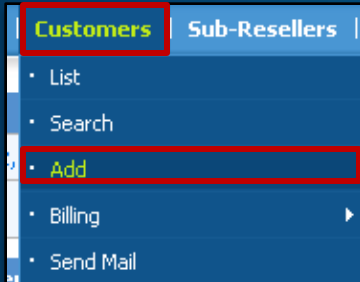 Customers | Sub-Resellers |
List
Search
Add
Billing
Send Mail